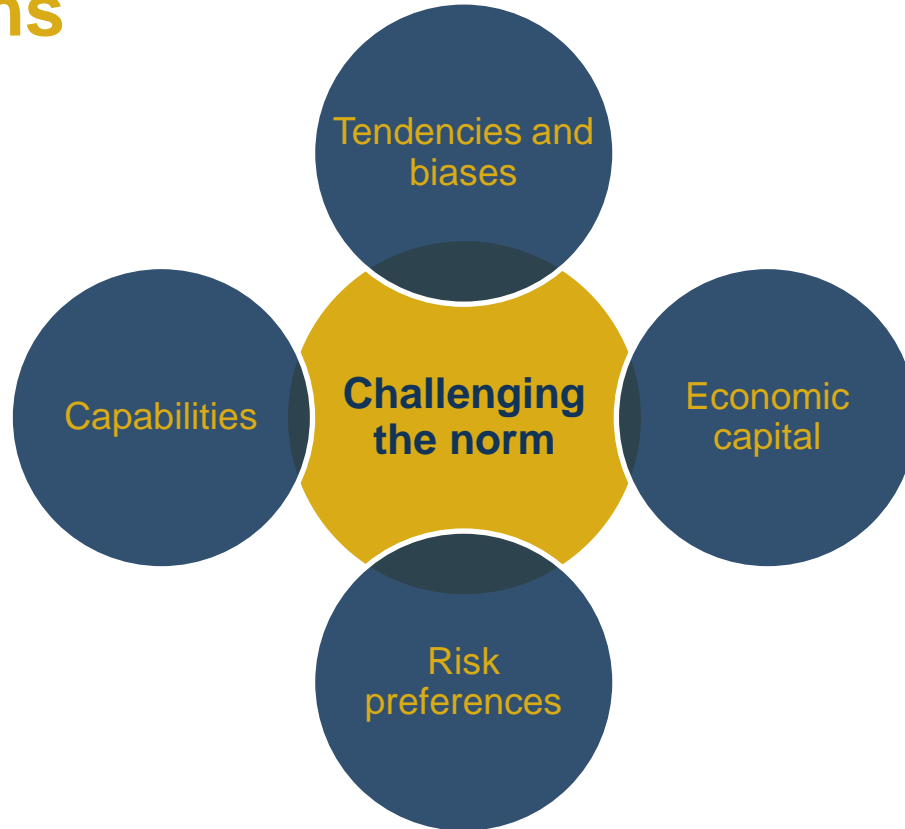 ns
Tendencies and
biases
Capabilities
Challenging
the norm
Economic
capital
Risk
preferences